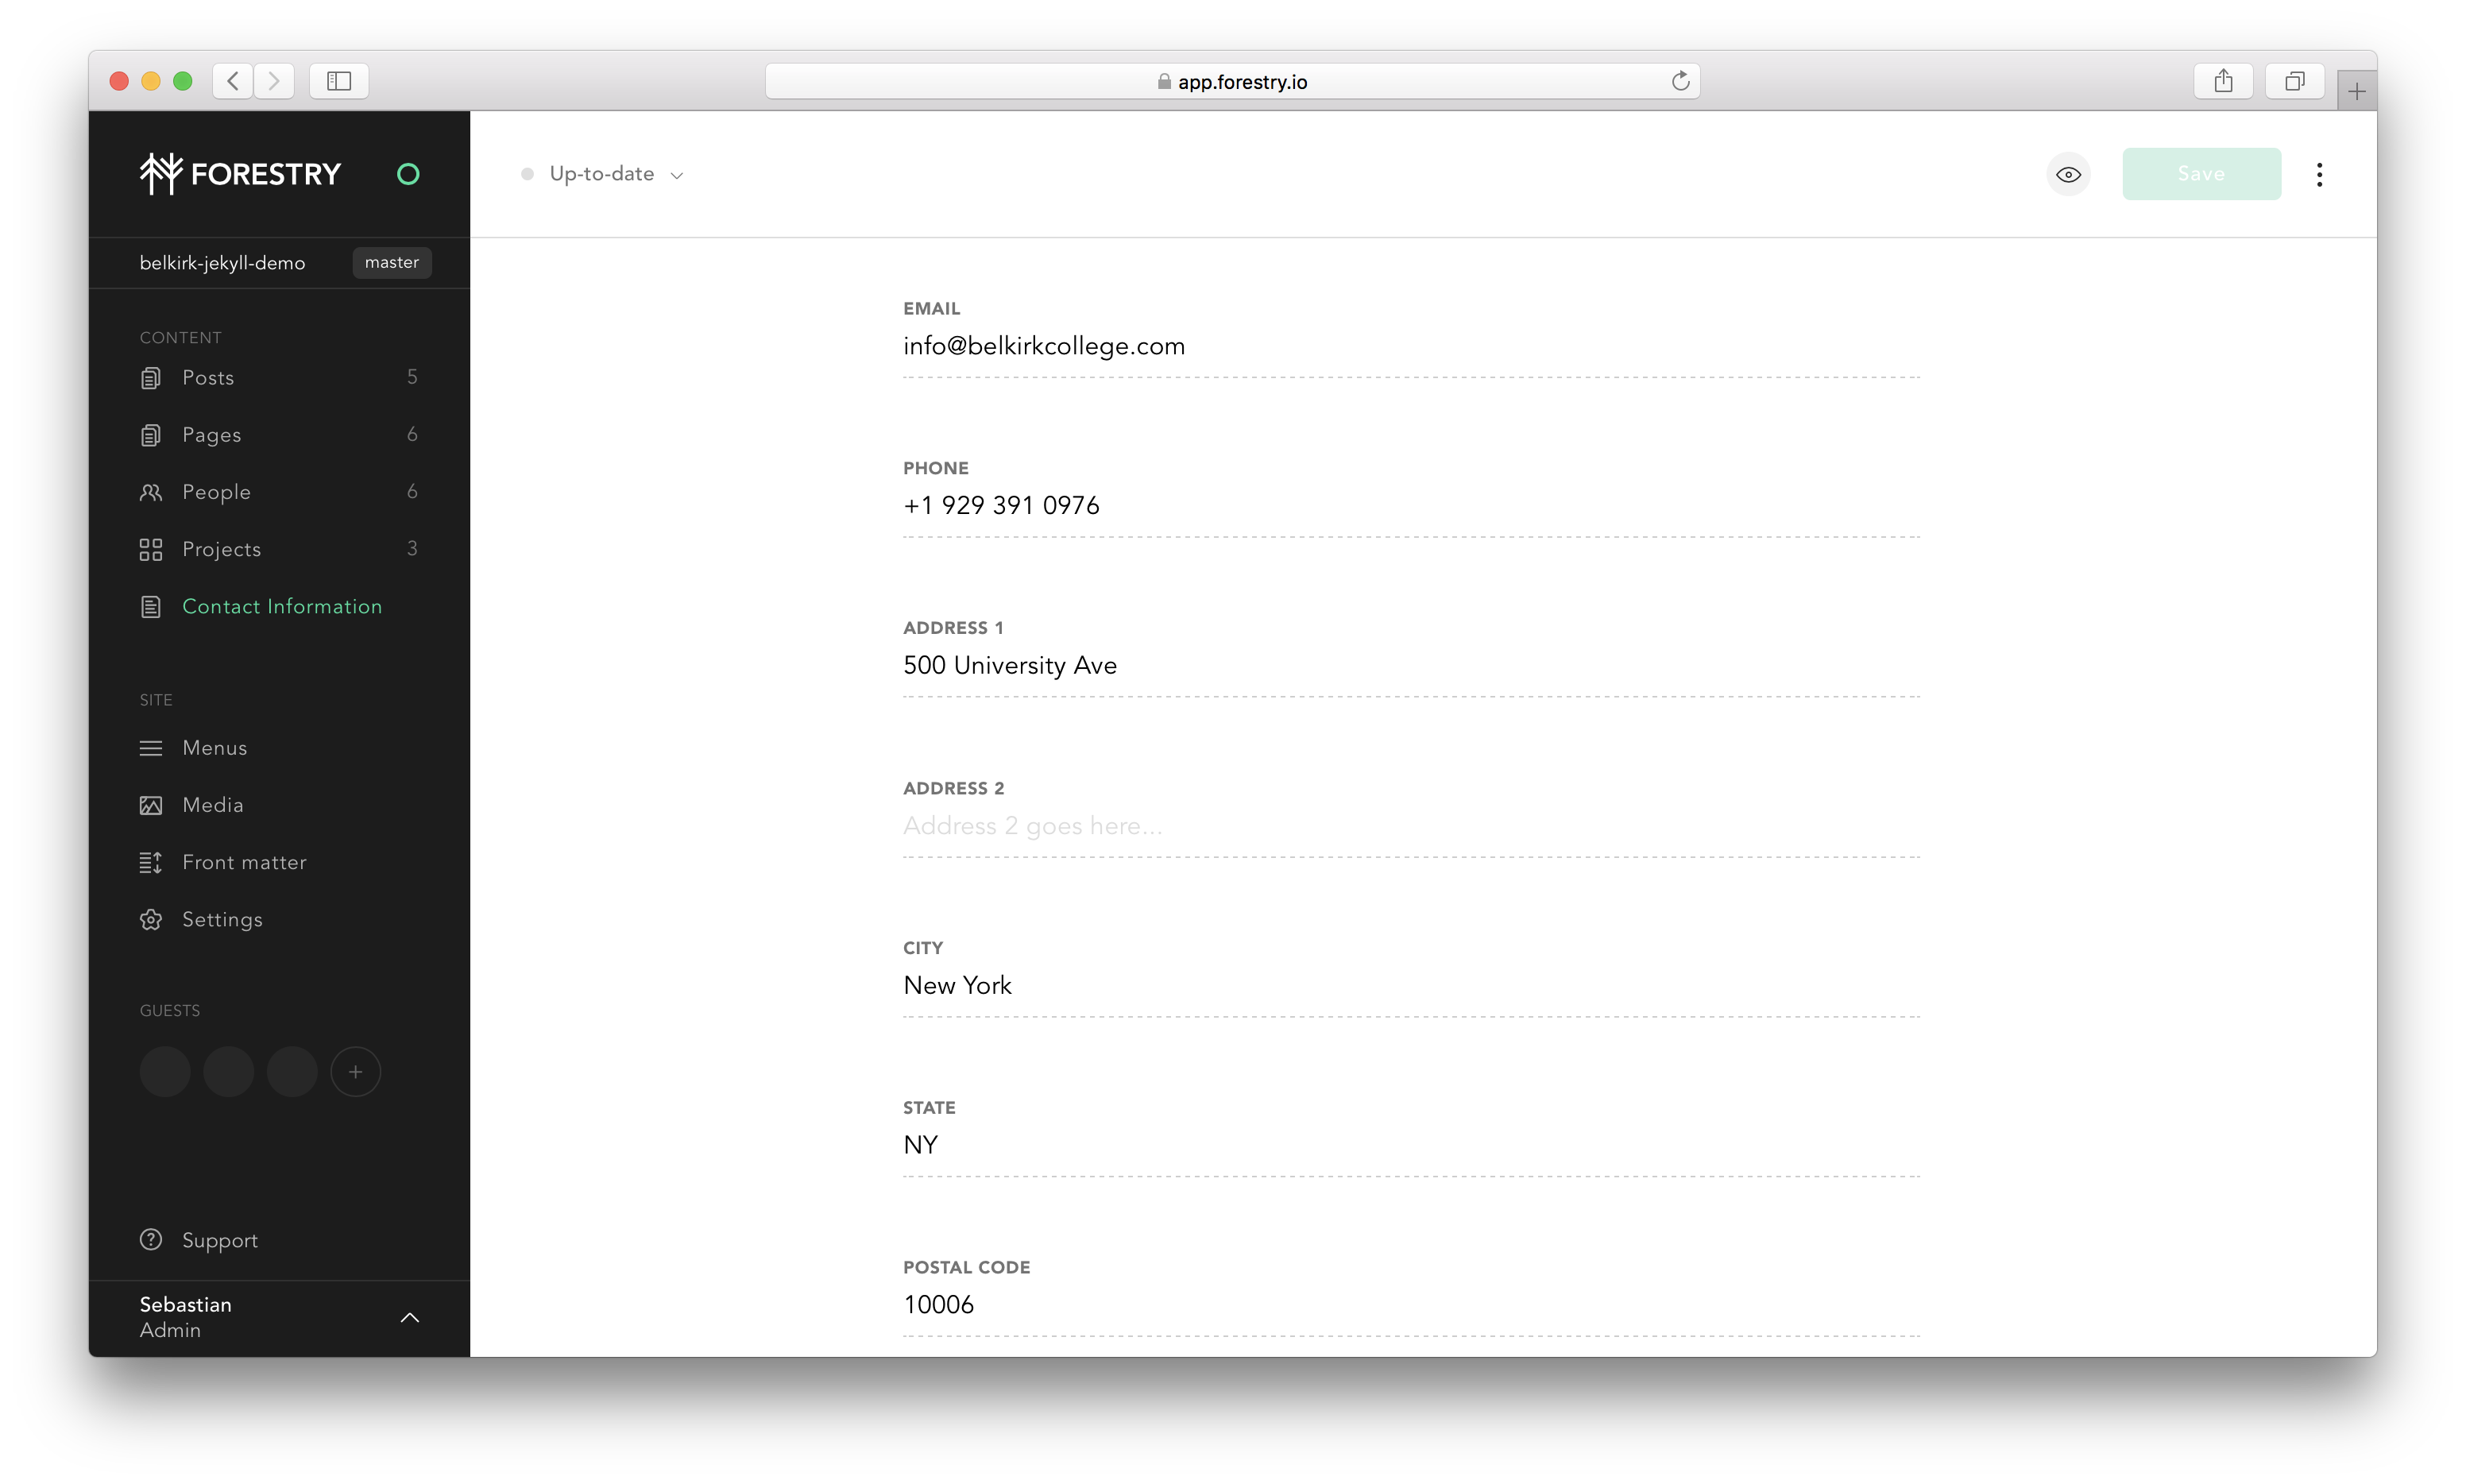 app.forestry.io
FORESTRY
Up-to-date
Save
belkirk-jekyll-demo master
CONTENT
Posts 5
Pages 6
People 6
Projects 3
Contact Information
SITE
Menus
Media
Front matter
Settings
GUESTS
Support
Sebastian
Admin
EMAIL
info@belkirkcollege.com
PHONE
+1 929 391 0976
ADDRESS 1
500 University Ave
ADDRESS 2
Address 2 goes here...
CITY
New York
STATE
NY
POSTAL CODE
10006